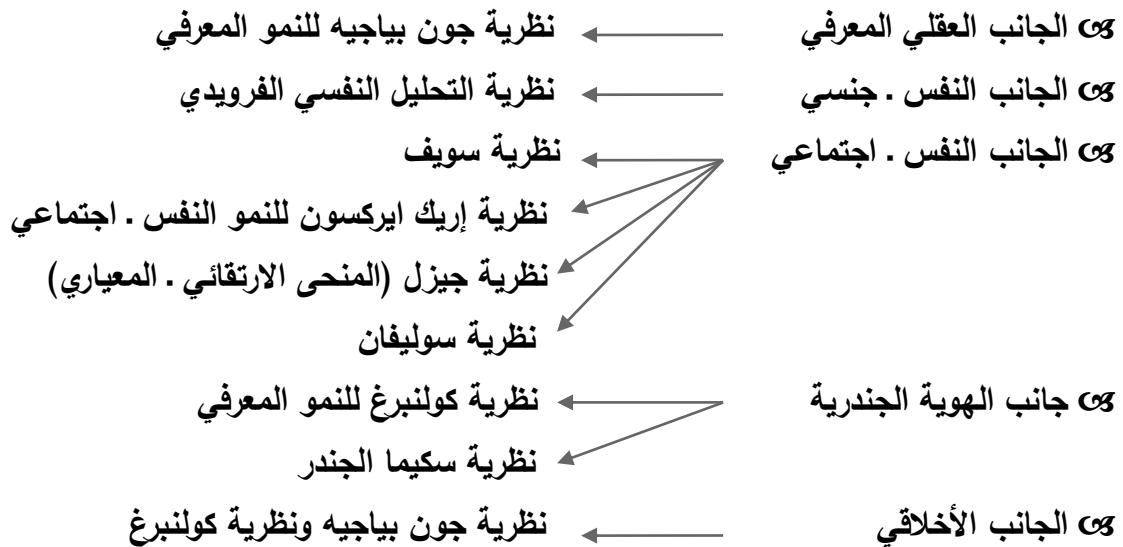 الجانب العقلي المعرفي نظرية جون بياجيه للنمو المعرفي
الجانب النفس . جنسي نظرية التحليل النفسي الفرويدي
الجانب النفس . اجتماعي نظرية سويف
نظرية إريك ايركسون للنمو النفس . اجتماعي
نظرية جيزل (المنحى الارتقائي . المعياري)
نظرية سوليفان
جانب الهوية الجندرية نظرية كولنبرغ للنمو المعرفي
نظرية سكيما الجندر
الجانب الأخلاقي نظرية جون بياجيه ونظرية كولنبرغ